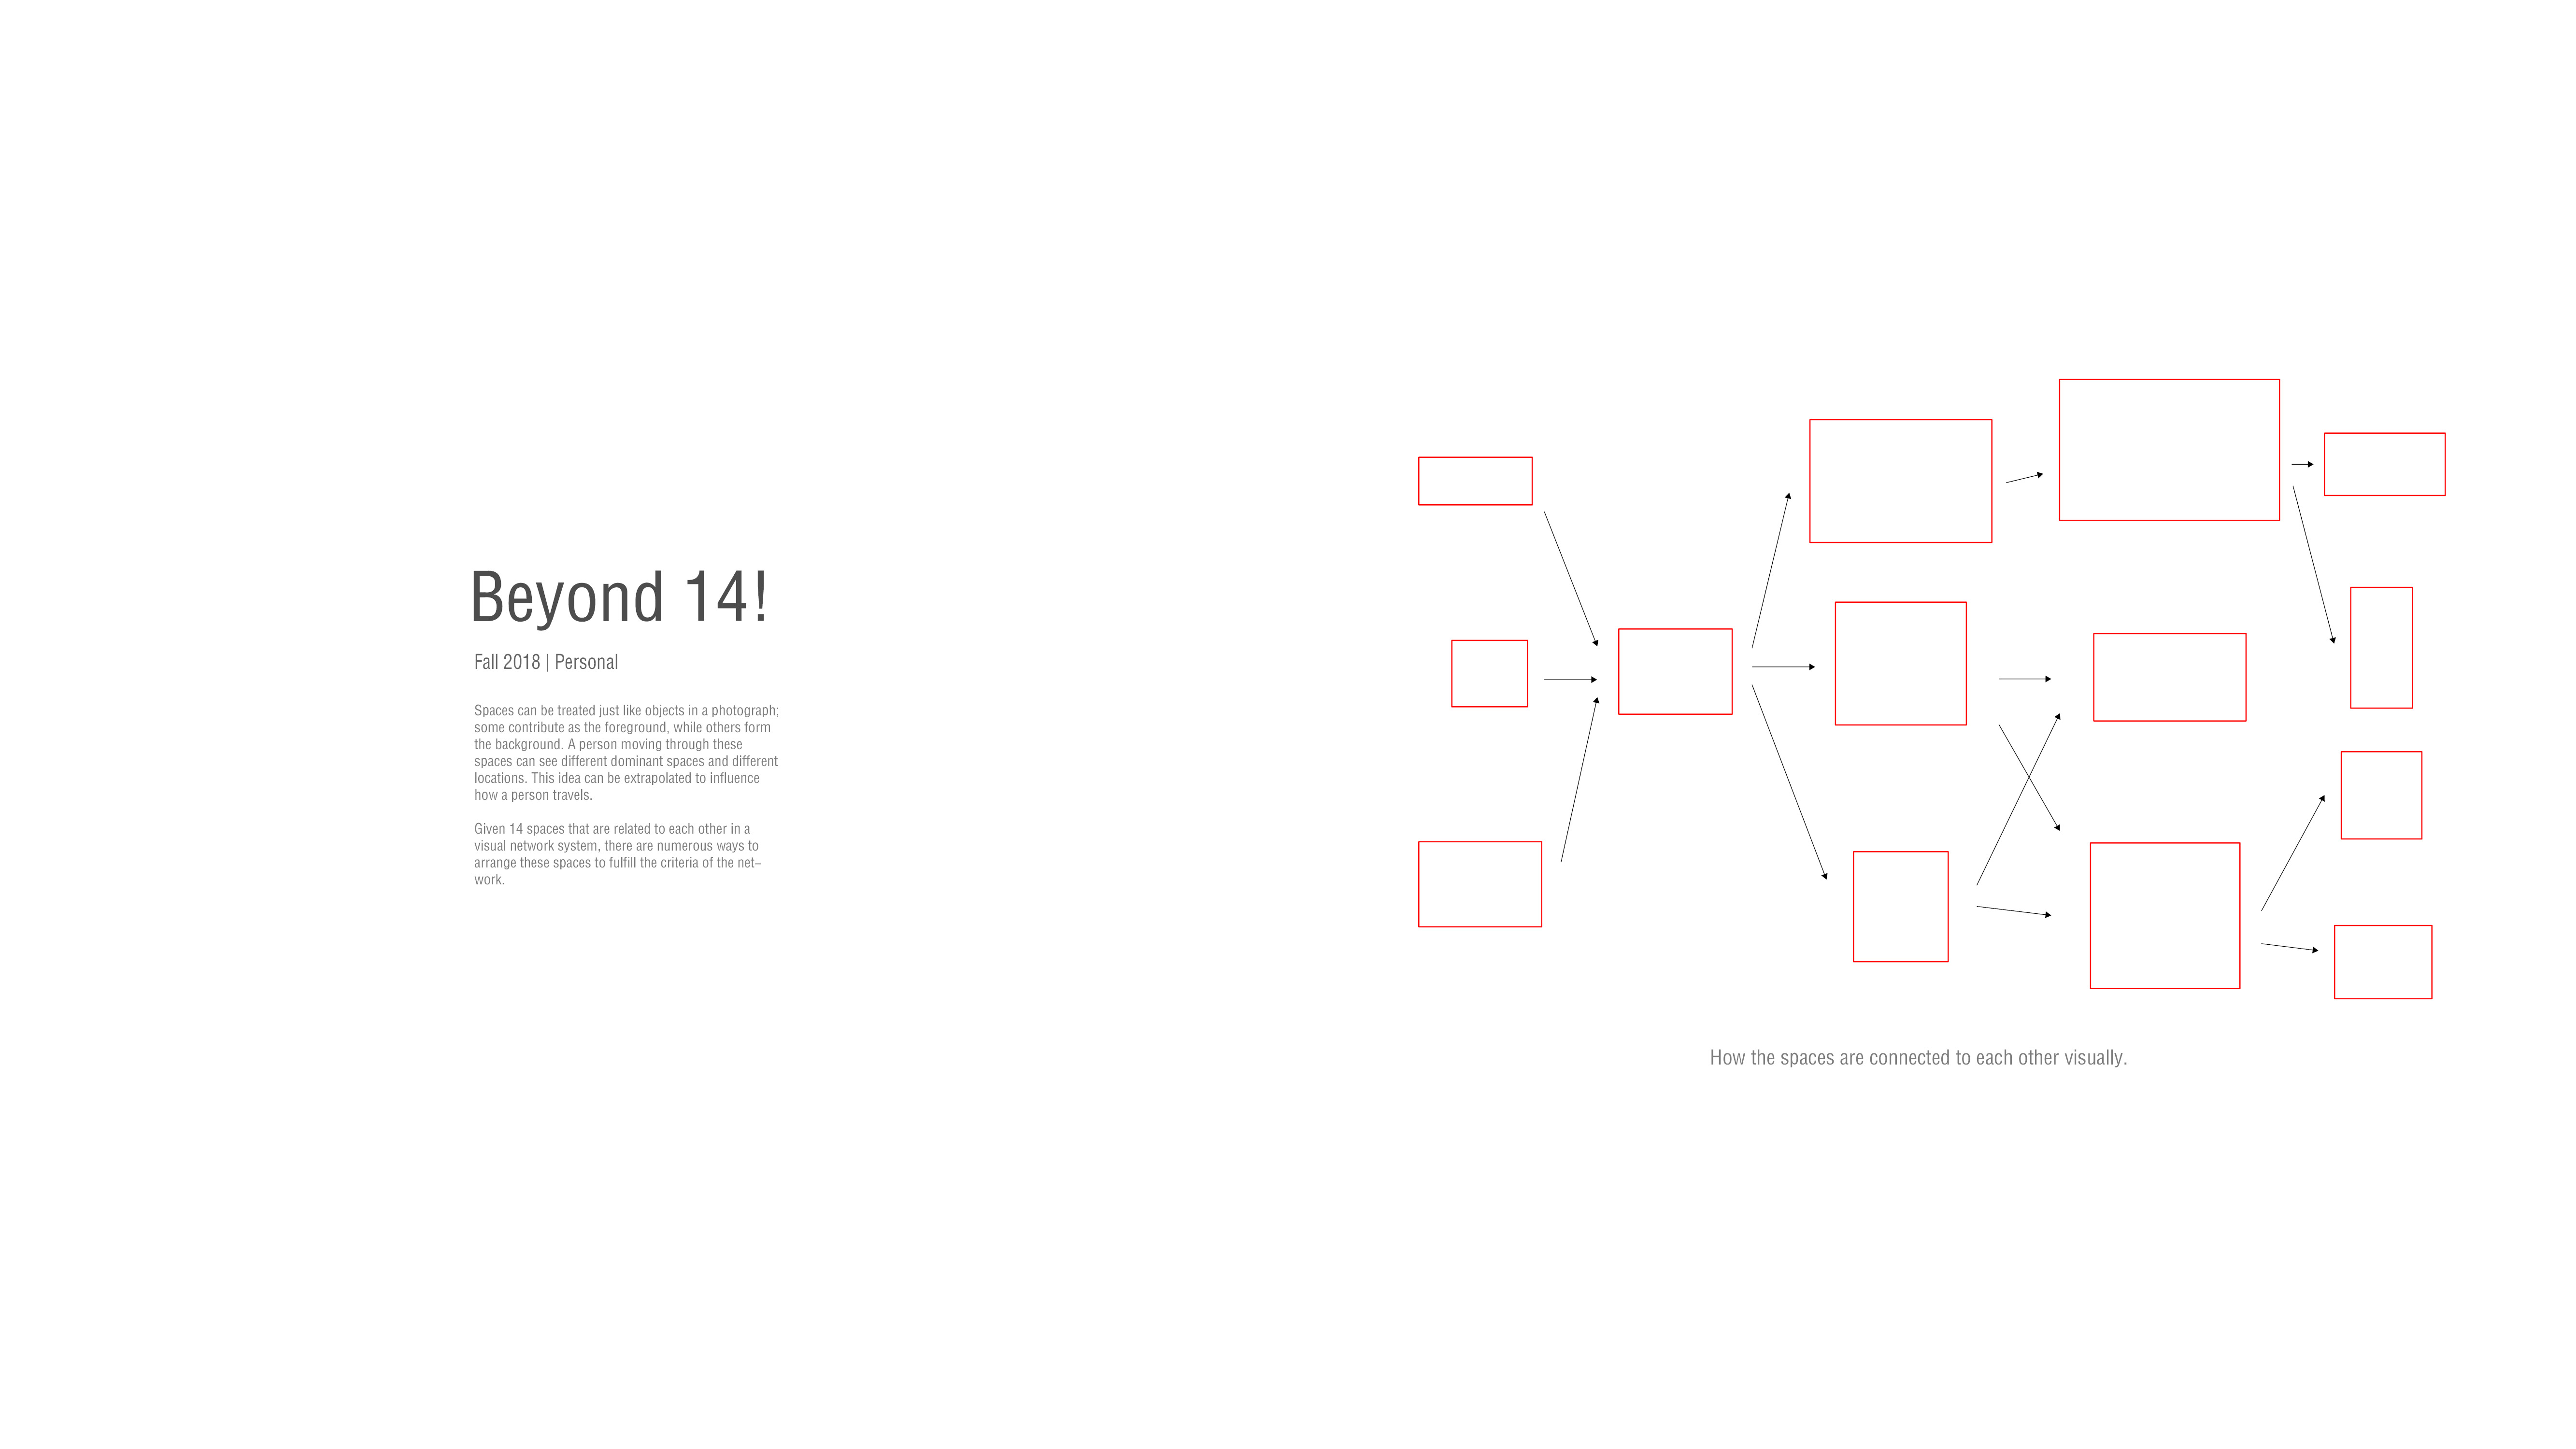 Beyond 14!
Fall 2018 | Personal
Spaces can be treated just like objects in a photograph;
some contribute as the foreground, while others form
the background. A person moving through these
spaces can see different dominant spaces and different
locations. This idea can be extrapolated to influence
how a person travels.
Given 14 spaces that are related to each other in a
visual network system, there are numerous ways to
arrange these spaces to fulfill the criteria of the net–
work.
How the spaces are connected to each other visually.